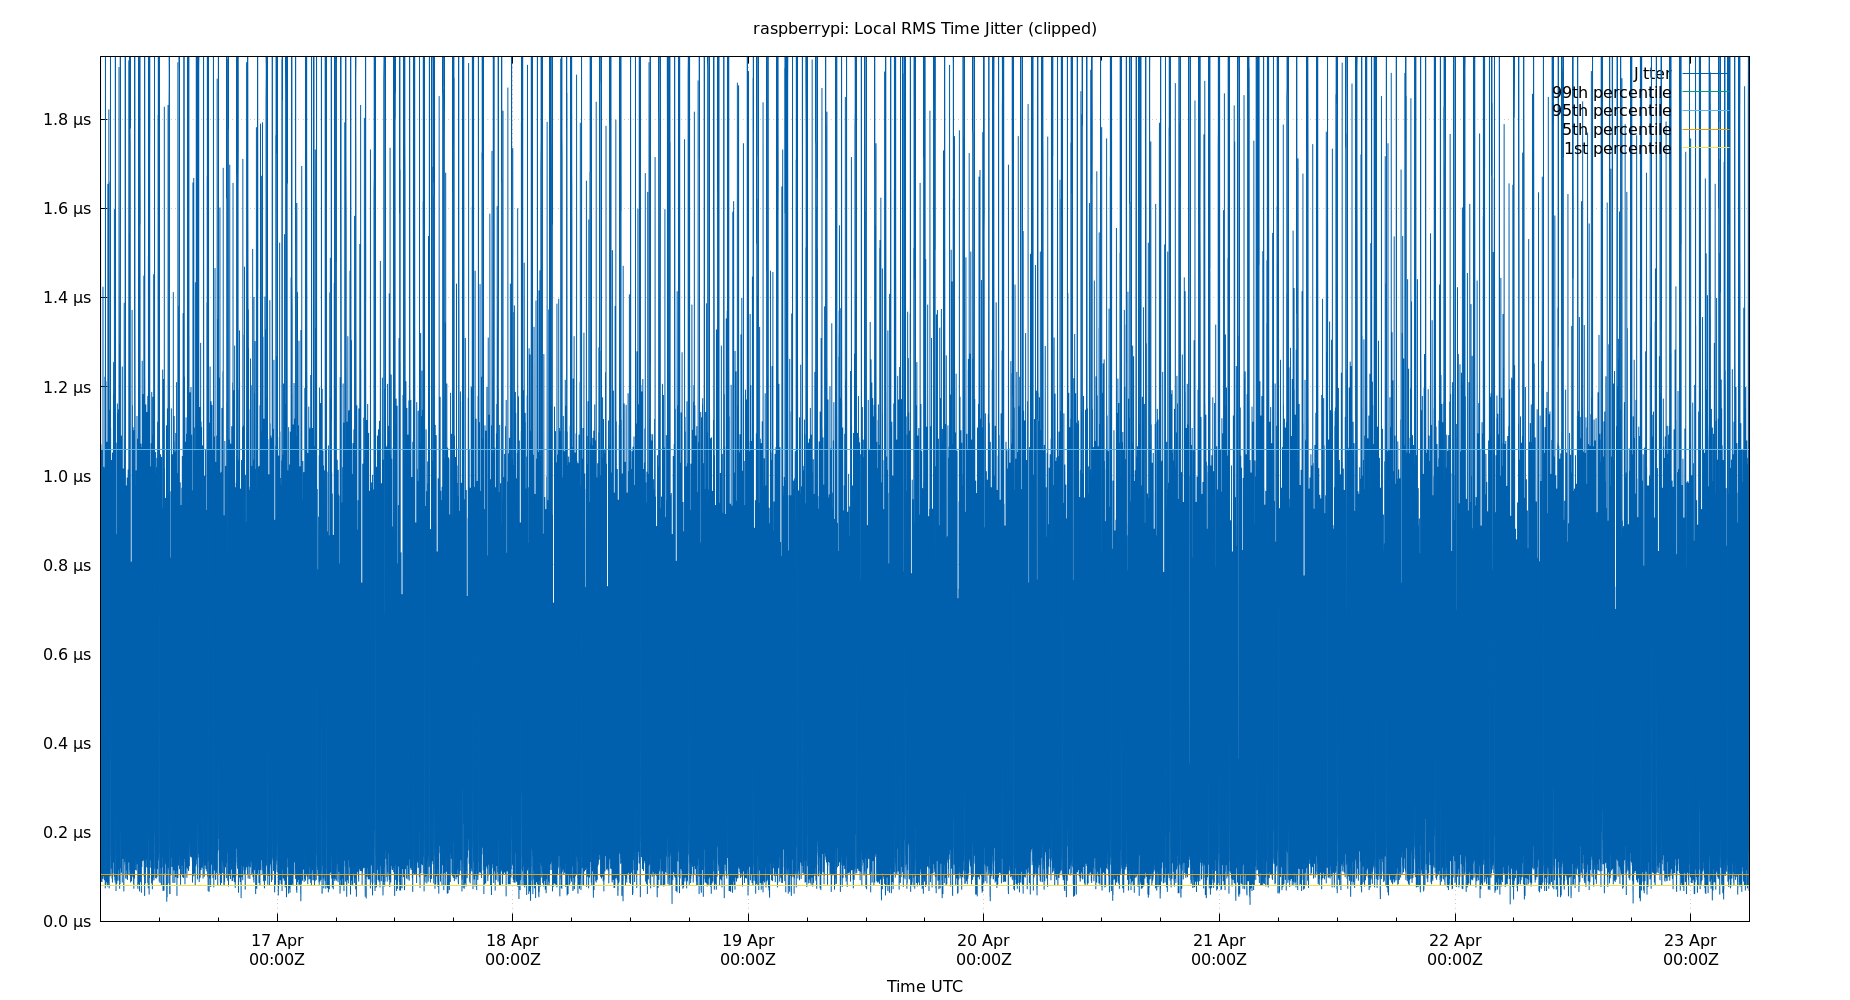 raspberrypi: Local RMS Time Jitter (clipped)
Jitter
99th percentile
95th percentile
5th percentile
1st percentile
1.8 μs
1.6 μs
1.4 μs
1.2 μs
1.0 μs
0.8 μs
0.6 μs
0.4 μs
0.2 μs
0.0 μs
17 Apr 18 Apr 19 Apr 20 Apr 21 Apr 22 Apr 23 Apr
00:00Z 00:00Z 00:00Z 00:00Z 00:00Z 00:00Z 00:00Z
Time UTC